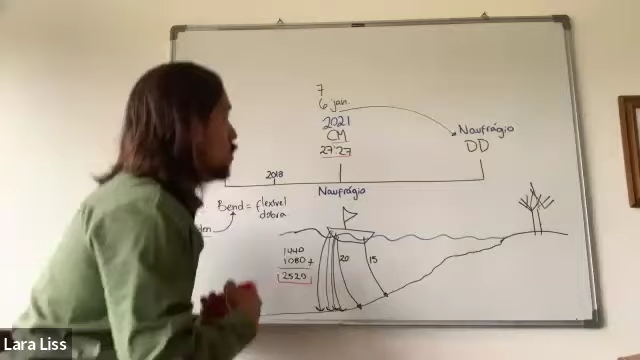 7
6 jan.
2021
CM
27:27
Naufrágio
DD
2018
Naufrágio
Bend = flexível
dobra
1440
1080+
2520
20
15
Lara Liss